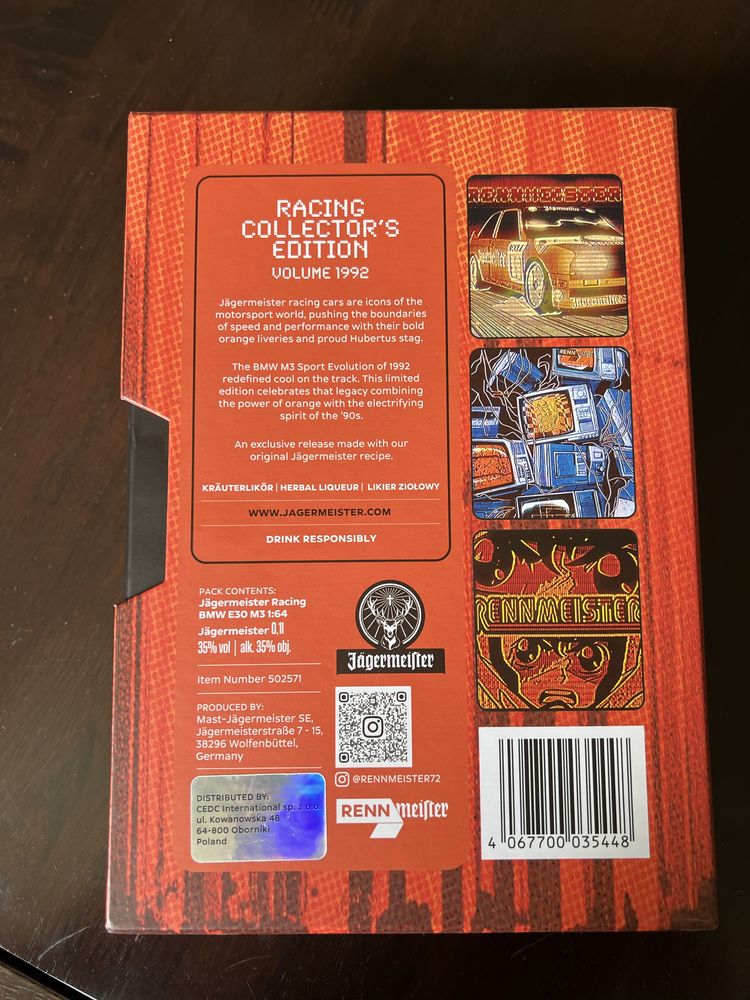 RACING
COLLECTOR'S
EDITION
VOLUME 1992
Jägermeister racing cars are icons of the
motorsport world, pushing the boundaries
of speed and performance with their bold
orange liveries and proud Hubertus stag.
The BMW M3 Sport Evolution of 1992
redefined cool on the track. This limited
edition celebrates that legacy combining
the power of orange with the electrifying
spirit of the '90s.
An exclusive release made with our
original Jägermeister recipe.
KRÄUTERLIKÖR | HERBAL LIQUEUR | LIKIER ZIOŁOWY
WWW.JAGERMEISTER.COM
DRINK RESPONSIBLY
PACK CONTENTS:
Jägermeister Racing
BMW E30 M3 1:64
Jägermeister 0,1l
35% vol | alk. 35% obj.
Item Number 502571
PRODUCED BY:
Mast-Jägermeister SE,
Jägermeisterstraße 7 - 15,
38296 Wolfenbüttel,
Germany
DISTRIBUTED BY:
CEDC International sp. z o.o.
ul. Kowanowska 48
64-800 Oborniki
Poland
Jägermeister
@RENNMEISTER72
RENNmeister
RENNMEISTER
Jägermeister
Jägermeister
RENN
RENNMEISTER
4 067700 035448